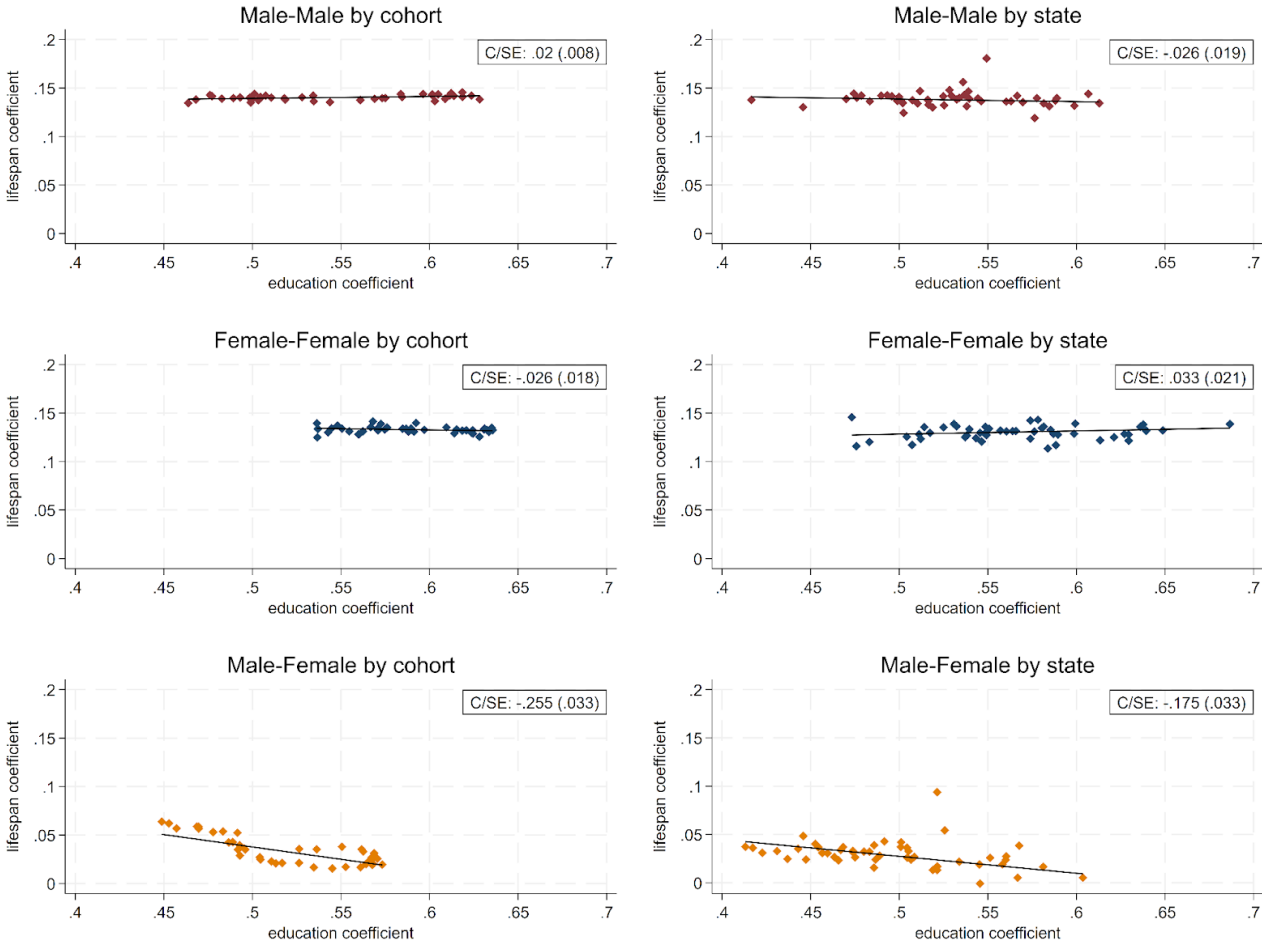 Male-Male by cohort
C/SE: .02 (.008)
.2
.15
.1
.05
0
lifespan coefficient
.4 .45 .5 .55 .6 .65 .7
education coefficient
Male-Male by state
C/SE: -.026 (.019)
.2
.15
.1
.05
0
lifespan coefficient
.4 .45 .5 .55 .6 .65 .7
education coefficient
Female-Female by cohort
C/SE: -.026 (.018)
.2
.15
.1
.05
0
lifespan coefficient
.4 .45 .5 .55 .6 .65 .7
education coefficient
Female-Female by state
C/SE: .033 (.021)
.2
.15
.1
.05
0
lifespan coefficient
.4 .45 .5 .55 .6 .65 .7
education coefficient
Male-Female by cohort
C/SE: -.255 (.033)
.2
.15
.1
.05
0
lifespan coefficient
.4 .45 .5 .55 .6 .65 .7
education coefficient
Male-Female by state
C/SE: -.175 (.033)
.2
.15
.1
.05
0
lifespan coefficient
.4 .45 .5 .55 .6 .65 .7
education coefficient